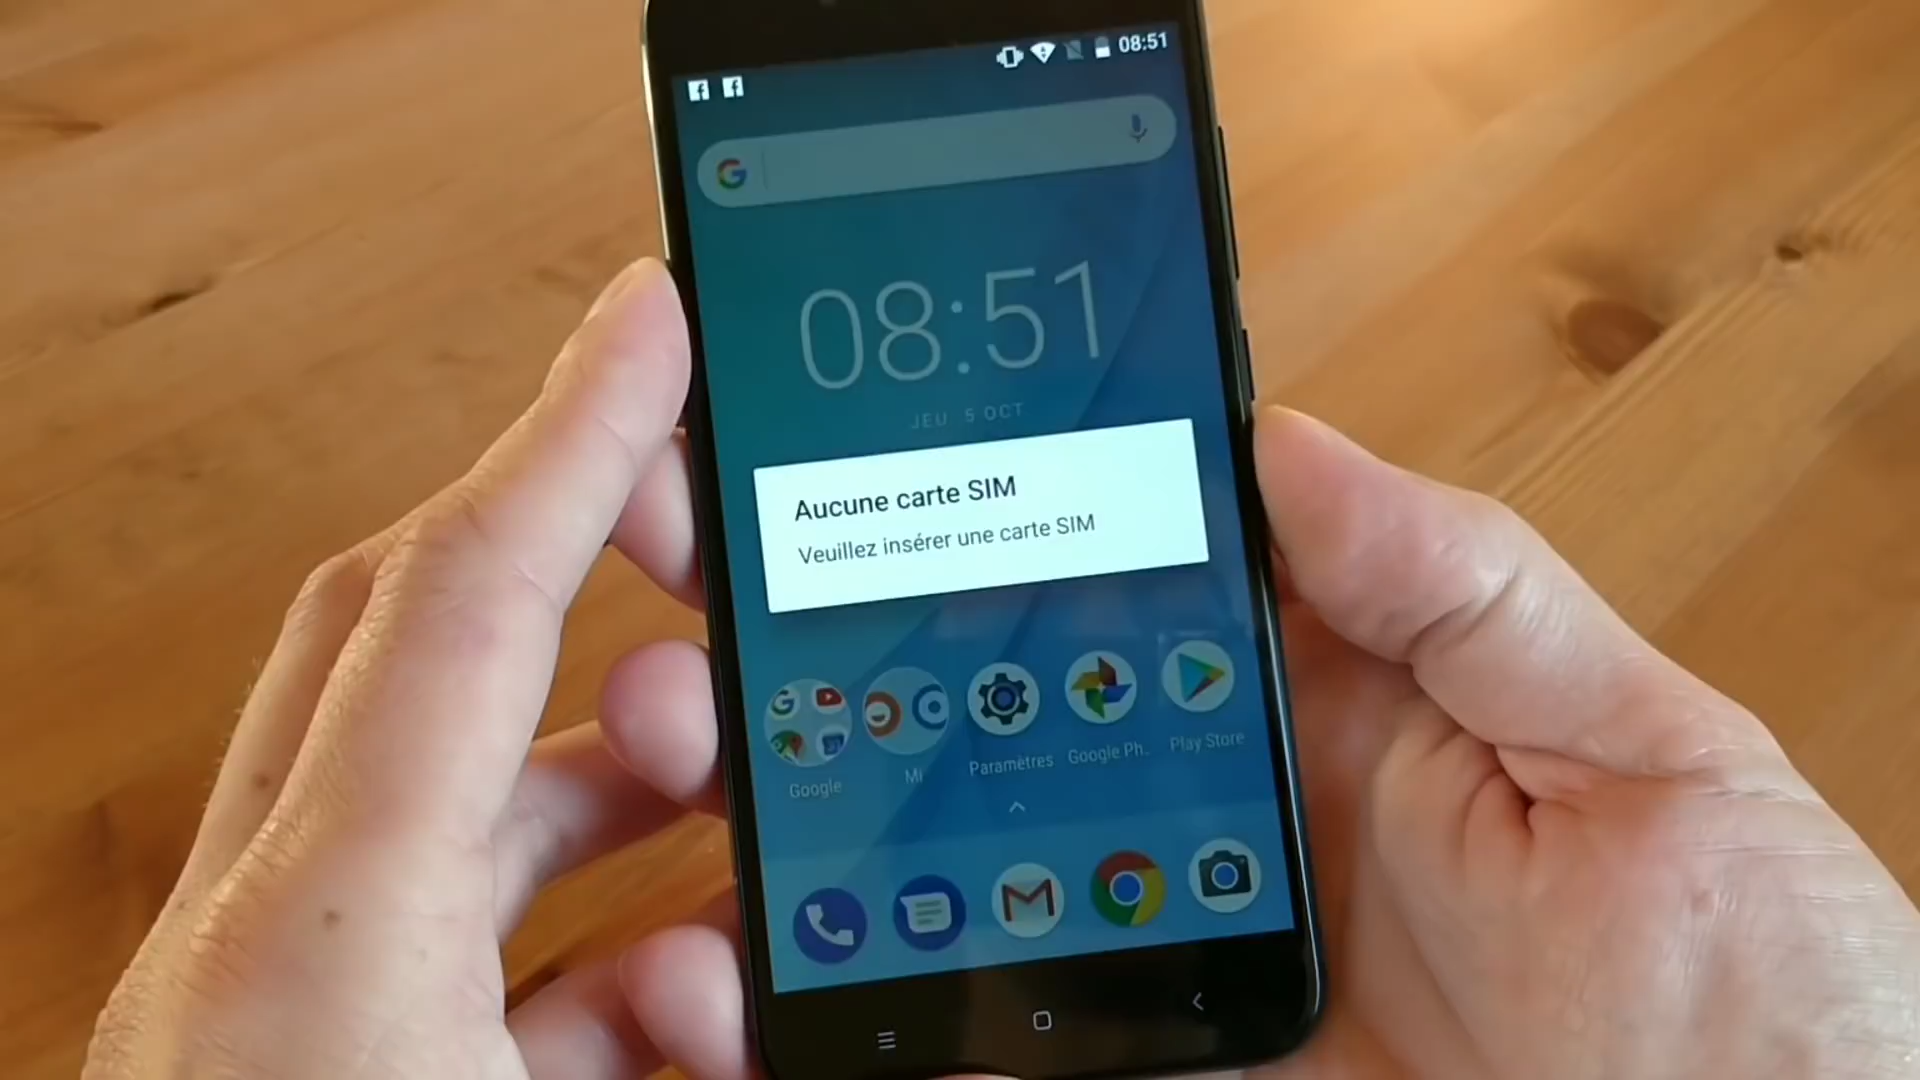 08:51
08:51
JEU 5 OCT
Aucune carte SIM
Veuillez insérer une carte SIM
Google
Mi
Paramètres
Google Ph..
Play Store